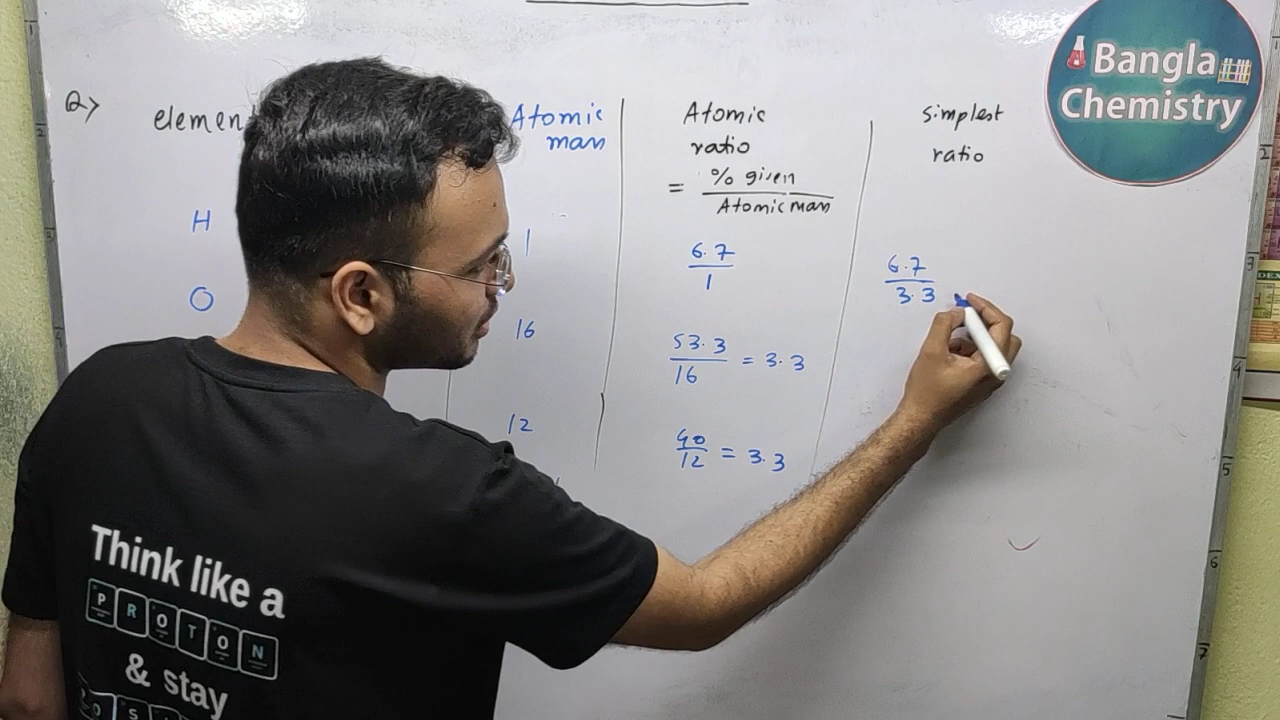 Bangla
Chemistry
Q>
elemen
Atomic
mass
Atomic
ratio
= % given
Atomic mass
simplest
ratio
H
1
6.7
1
6.7
3.3
O
16
53.3
16
= 3.3
12
40
12
= 3.3
Think like a
PROTON
& stay